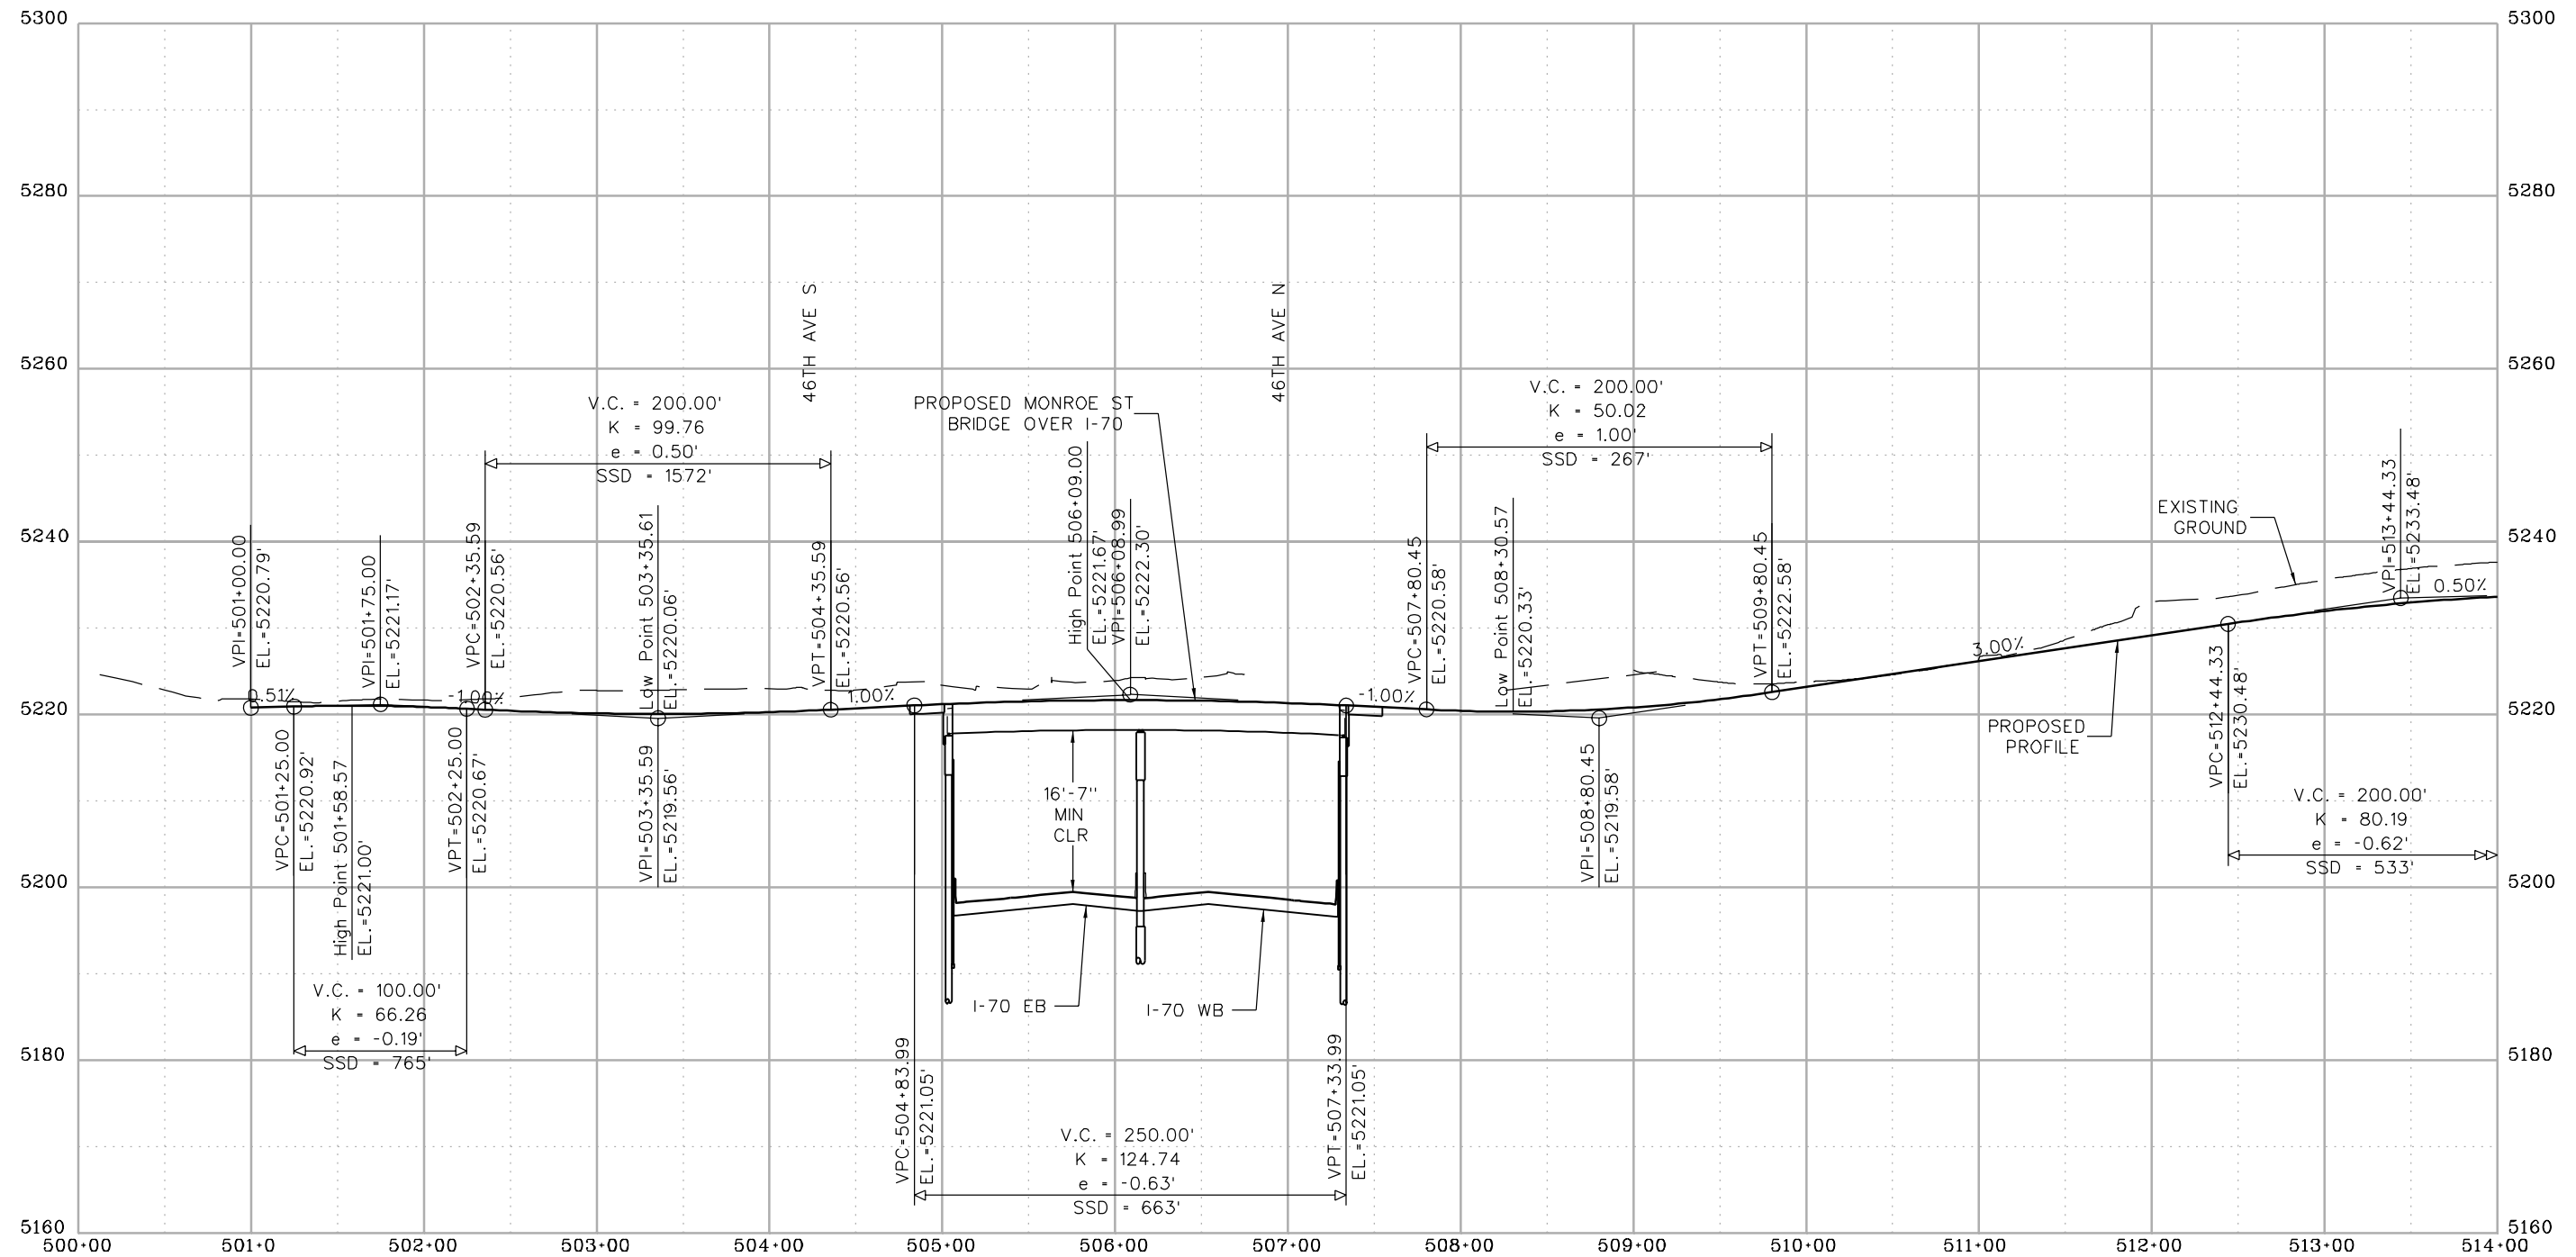 5300
5300
5280
5280
5260
5260
5240
5240
5220
5220
5200
5200
5180
5180
5160
5160
46TH AVE S
46TH AVE N
V.C. = 200.00'
K = 99.76
e = 0.50'
SSD = 1572'
PROPOSED MONROE ST
BRIDGE OVER I-70
V.C. = 200.00'
K = 50.02
e = 1.00'
SSD = 267'
VPI=501+00.00
EL.=5220.79'
VPI=501+75.00
EL.=5221.17'
VPC=502+35.59
EL.=5220.56'
Low Point 503+35.61
EL.=5220.06'
VPT=504+35.59
EL.=5220.56'
High Point 506+09.00
EL.=5221.67'
VPI=506+08.99
EL.=5222.30'
VPC=507+80.45
EL.=5220.58'
Low Point 508+30.57
EL.=5220.33'
VPT=509+80.45
EL.=5222.58'
EXISTING
GROUND
VPI=513+44.33
EL.=5233.48'
0.51%
-1.00%
1.00%
-1.00%
3.00%
0.50%
VPC=501+25.00
EL.=5220.92'
High Point 501+58.57
EL.=5221.00'
VPT=502+25.00
EL.=5220.67'
VPI=503+35.59
EL.=5219.56'
16'-7"
MIN
CLR
VPI=508+80.45
EL.=5219.58'
PROPOSED
PROFILE
VPC=512+44.33
EL.=5230.48'
V.C. = 200.00'
K = 80.19
e = -0.62'
SSD = 533'
V.C. = 100.00'
K = 66.26
e = -0.19'
SSD = 765'
I-70 EB
I-70 WB
VPC=504+83.99
EL.=5221.05'
VPT=507+33.99
EL.=5221.05'
V.C. = 250.00'
K = 124.74
e = -0.63'
SSD = 663'
500+00
501+0
502+00
503+00
504+00
505+00
506+00
507+00
508+00
509+00
510+00
511+00
512+00
513+00
514+00